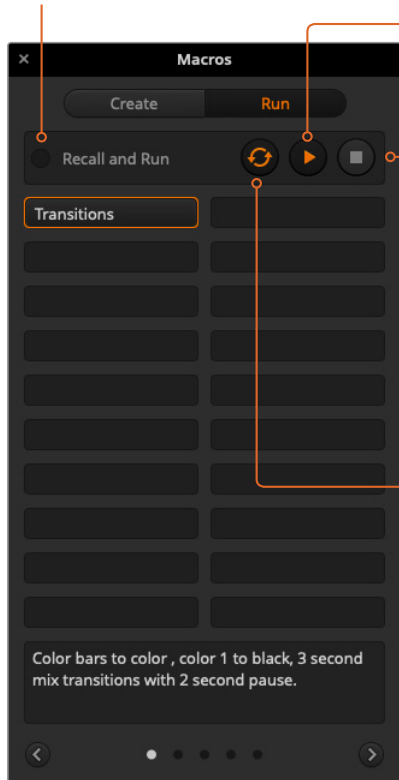 Macros
Create
Run
Recall and Run
Transitions
Color bars to color , color 1 to black, 3 second
mix transitions with 2 second pause.